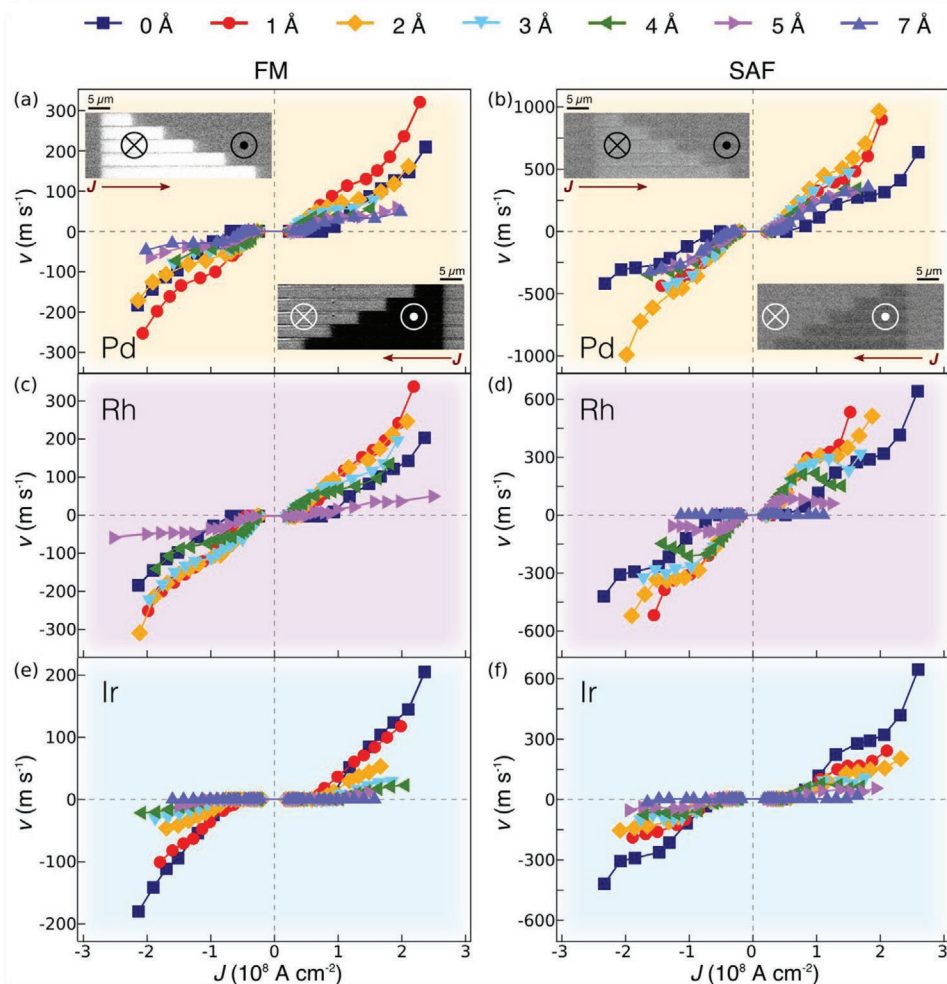 0 Å 1 Å 2 Å 3 Å 4 Å 5 Å 7 Å
FM SAF
(a) 300 200 100 0 -100 -200 -300
v (m s⁻¹)
5 µm
J
5 µm
J
Pd
(b) 1000 500 0 -500 -1000
v (m s⁻¹)
5 µm
J
5 µm
J
Pd
(c) 300 200 100 0 -100 -200 -300
v (m s⁻¹)
Rh
(d) 600 300 0 -300 -600
v (m s⁻¹)
Rh
(e) 200 100 0 -100 -200
v (m s⁻¹)
Ir
(f) 600 300 0 -300 -600
v (m s⁻¹)
Ir
-3 -2 -1 0 1 2 3
J (10⁸ A cm⁻²)
-3 -2 -1 0 1 2 3
J (10⁸ A cm⁻²)